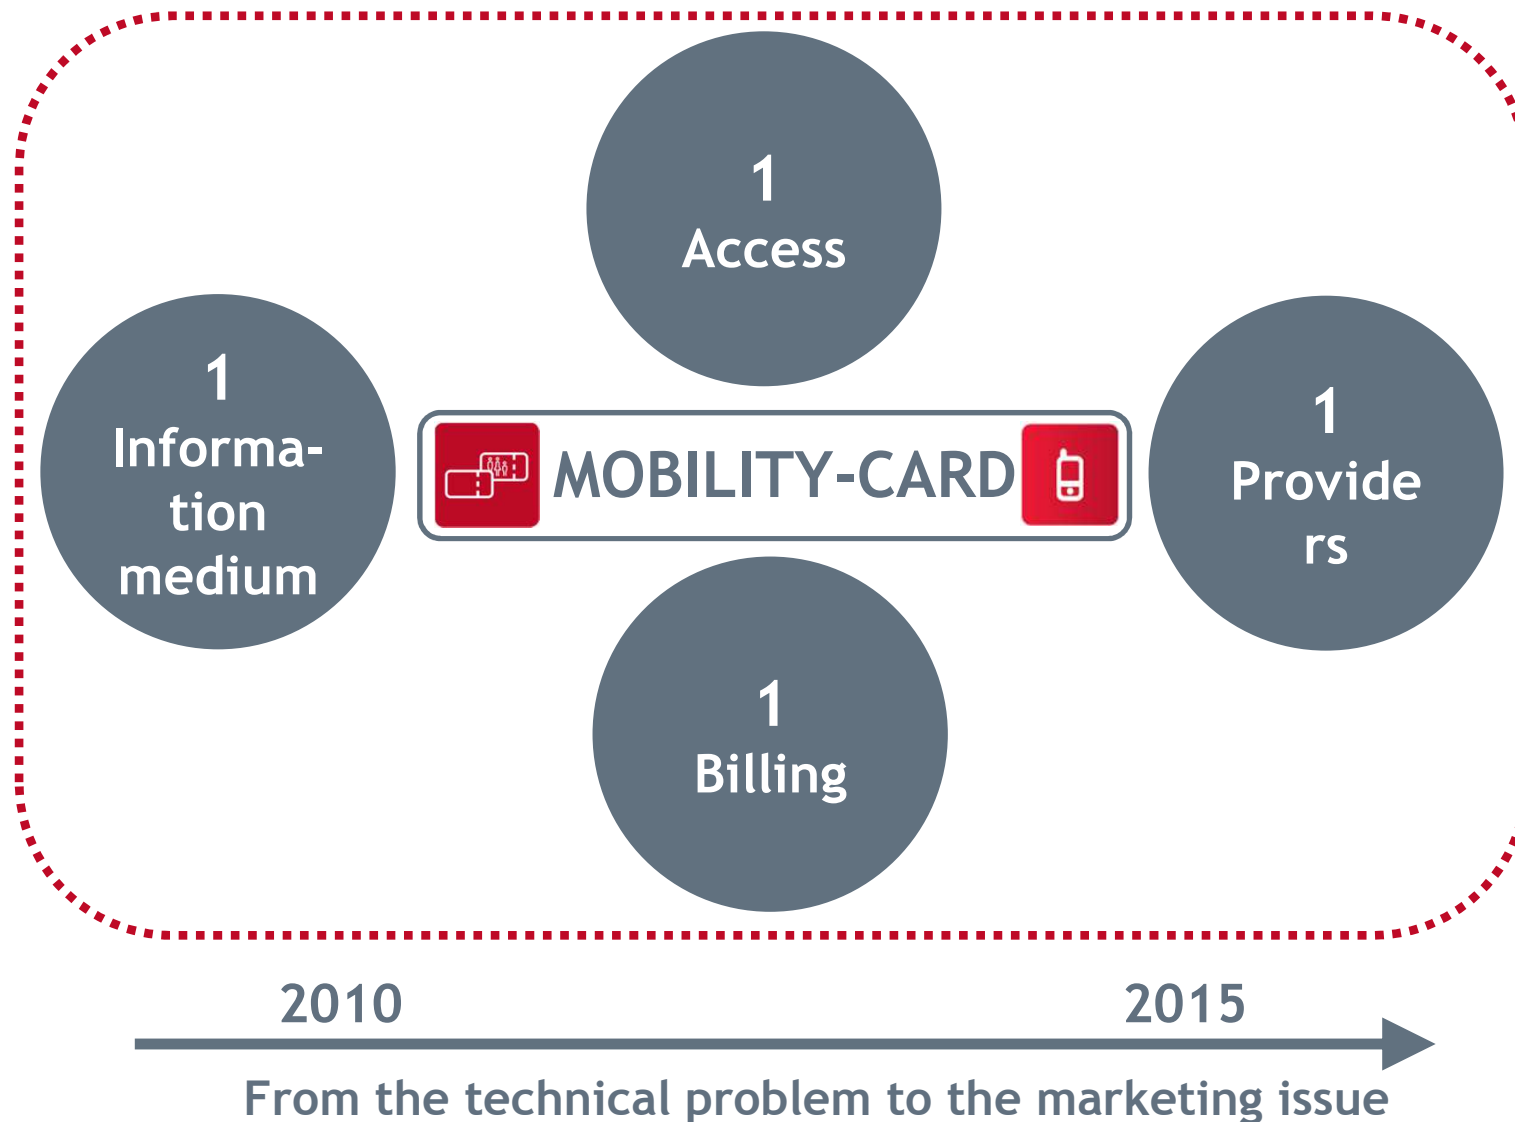 1
Access
1
Informa-
tion
medium
MOBILITY-CARD
1
Provide
rs
1
Billing
2010
2015
From the technical problem to the marketing issue